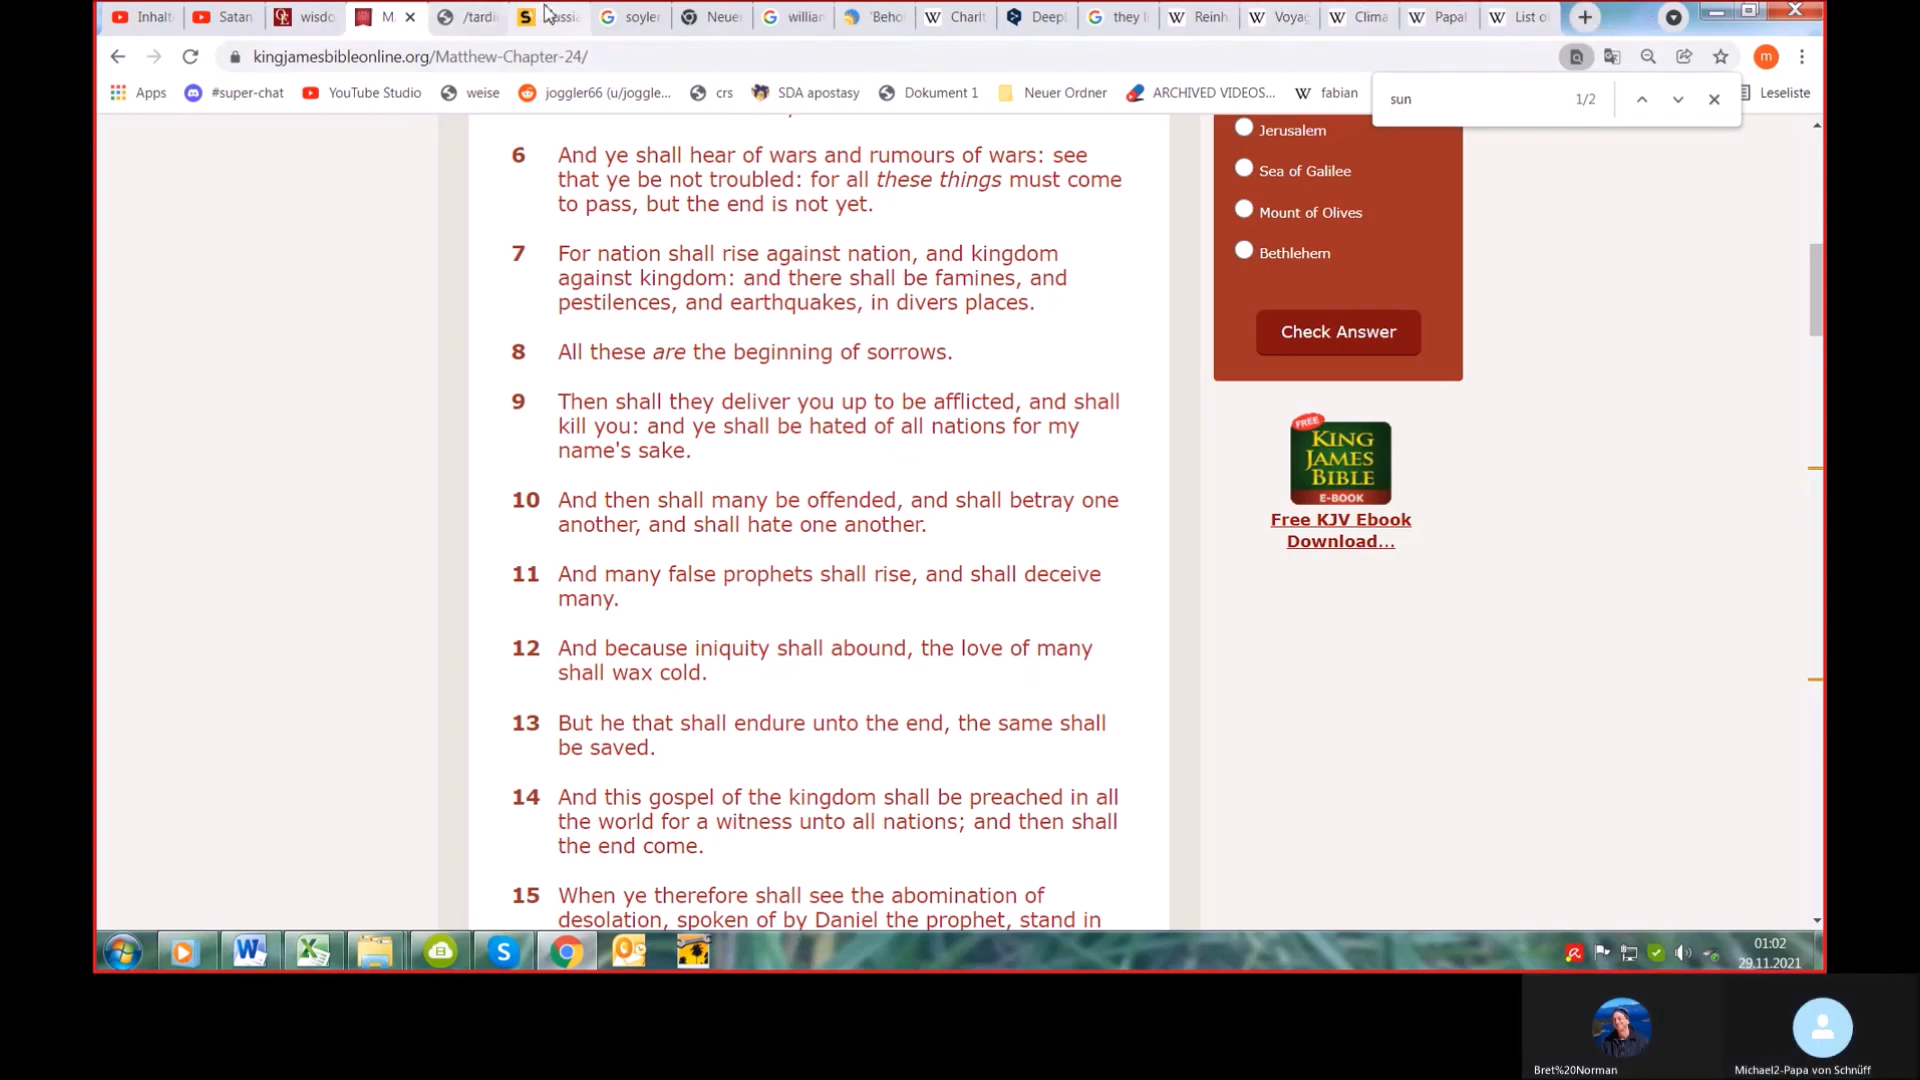 Inhalt
Satan
wisdo
M
/tardi
ussia
soyler
Neue
william
'Beho
Charlt
DeepL
they l
Reinh
Voyag
Clima
Papal
List o
kingjamesbibleonline.org/Matthew-Chapter-24/
m
Apps
#super-chat
YouTube Studio
weise
joggler66 (u/joggle...
crs
SDA apostasy
Dokument 1
Neuer Ordner
ARCHIVED VIDEOS...
fabian
Leseliste
sun
1/2
6 And ye shall hear of wars and rumours of wars: see
that ye be not troubled: for all these things must come
to pass, but the end is not yet.
7 For nation shall rise against nation, and kingdom
against kingdom: and there shall be famines, and
pestilences, and earthquakes, in divers places.
8 All these are the beginning of sorrows.
9 Then shall they deliver you up to be afflicted, and shall
kill you: and ye shall be hated of all nations for my
name's sake.
10 And then shall many be offended, and shall betray one
another, and shall hate one another.
11 And many false prophets shall rise, and shall deceive
many.
12 And because iniquity shall abound, the love of many
shall wax cold.
13 But he that shall endure unto the end, the same shall
be saved.
14 And this gospel of the kingdom shall be preached in all
the world for a witness unto all nations; and then shall
the end come.
15 When ye therefore shall see the abomination of
desolation, spoken of by Daniel the prophet, stand in
Jerusalem
Sea of Galilee
Mount of Olives
Bethlehem
Check Answer
FREE
KING
JAMES
BIBLE
E-BOOK
Free KJV Ebook
Download...
01:02
29.11.2021
Bret%20Norman
Michael2-Papa von Schnüff